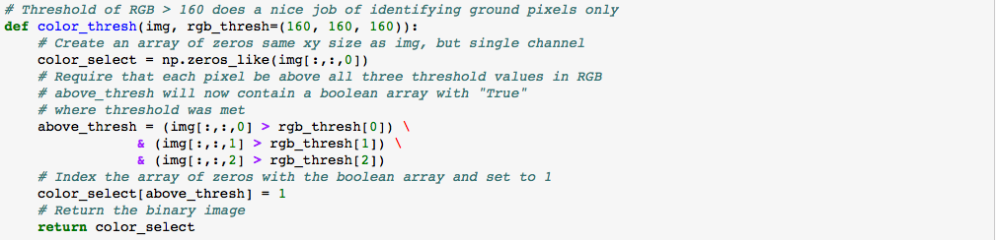 # Threshold of RGB > 160 does a nice job of identifying ground pixels only
def color_thresh(img, rgb_thresh=(160, 160, 160)):
    # Create an array of zeros same xy size as img, but single channel
    color_select = np.zeros_like(img[:,:,0])
    # Require that each pixel be above all three threshold values in RGB
    # above_thresh will now contain a boolean array with "True"
    # where threshold was met
    above_thresh = (img[:,:,0] > rgb_thresh[0]) \
                & (img[:,:,1] > rgb_thresh[1]) \
                & (img[:,:,2] > rgb_thresh[2])
    # Index the array of zeros with the boolean array and set to 1
    color_select[above_thresh] = 1
    # Return the binary image
    return color_select